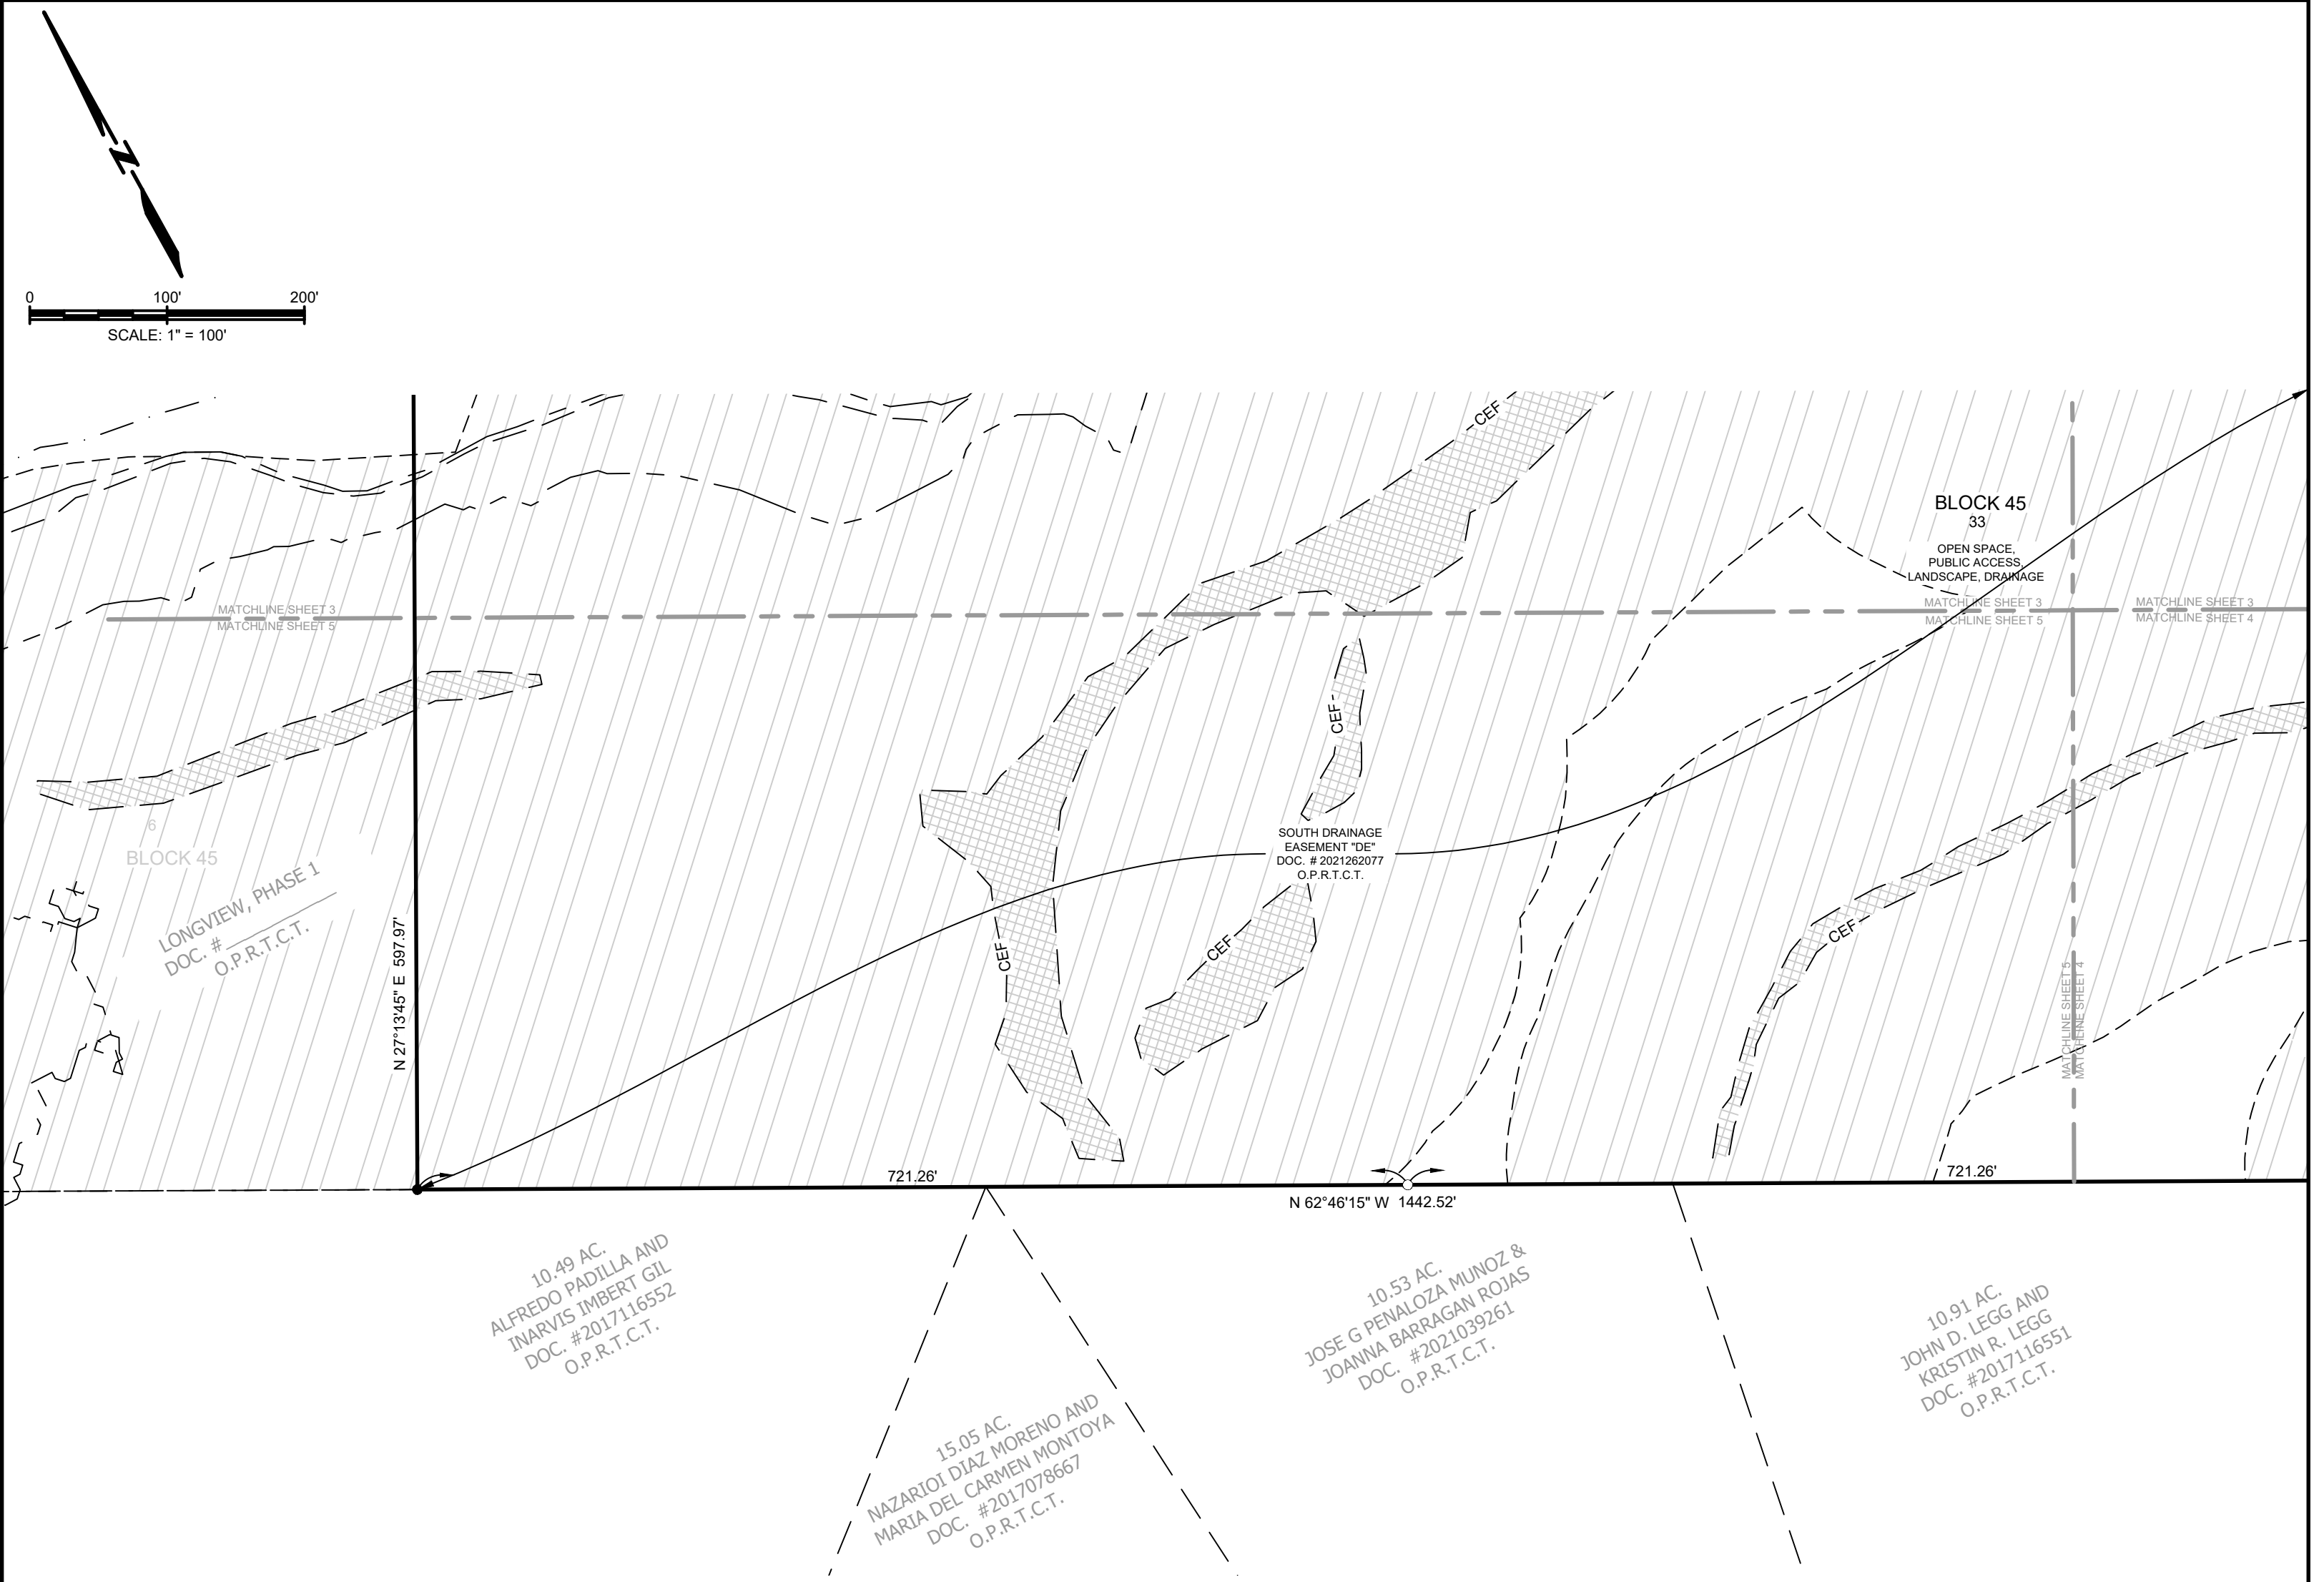 N
0 100' 200'
SCALE: 1" = 100'
CEF
BLOCK 45
33
OPEN SPACE,
PUBLIC ACCESS,
LANDSCAPE, DRAINAGE
MATCHLINE SHEET 3
MATCHLINE SHEET 5
MATCHLINE SHEET 3
MATCHLINE SHEET 5
MATCHLINE SHEET 3
MATCHLINE SHEET 4
CEF
6
BLOCK 45
LONGVIEW, PHASE 1
DOC. #__________
O.P.R.T.C.T.
N 27°13'45" E 597.97'
SOUTH DRAINAGE
EASEMENT "DE"
DOC. # 2021262077
O.P.R.T.C.T.
CEF
CEF
CEF
MATCHLINE SHEET 5
MATCHLINE SHEET 4
721.26'
721.26'
N 62°46'15" W 1442.52'
10.49 AC.
ALFREDO PADILLA AND
INARVIS IMBERT GIL
DOC. #2017116552
O.P.R.T.C.T.
15.05 AC.
NAZARIOI DIAZ MORENO AND
MARIA DEL CARMEN MONTOYA
DOC. #2017078667
O.P.R.T.C.T.
10.53 AC.
JOSE G PENALOZA MUNOZ &
JOANNA BARRAGAN ROJAS
DOC. #2021039261
O.P.R.T.C.T.
10.91 AC.
JOHN D. LEGG AND
KRISTIN R. LEGG
DOC. #2017116551
O.P.R.T.C.T.